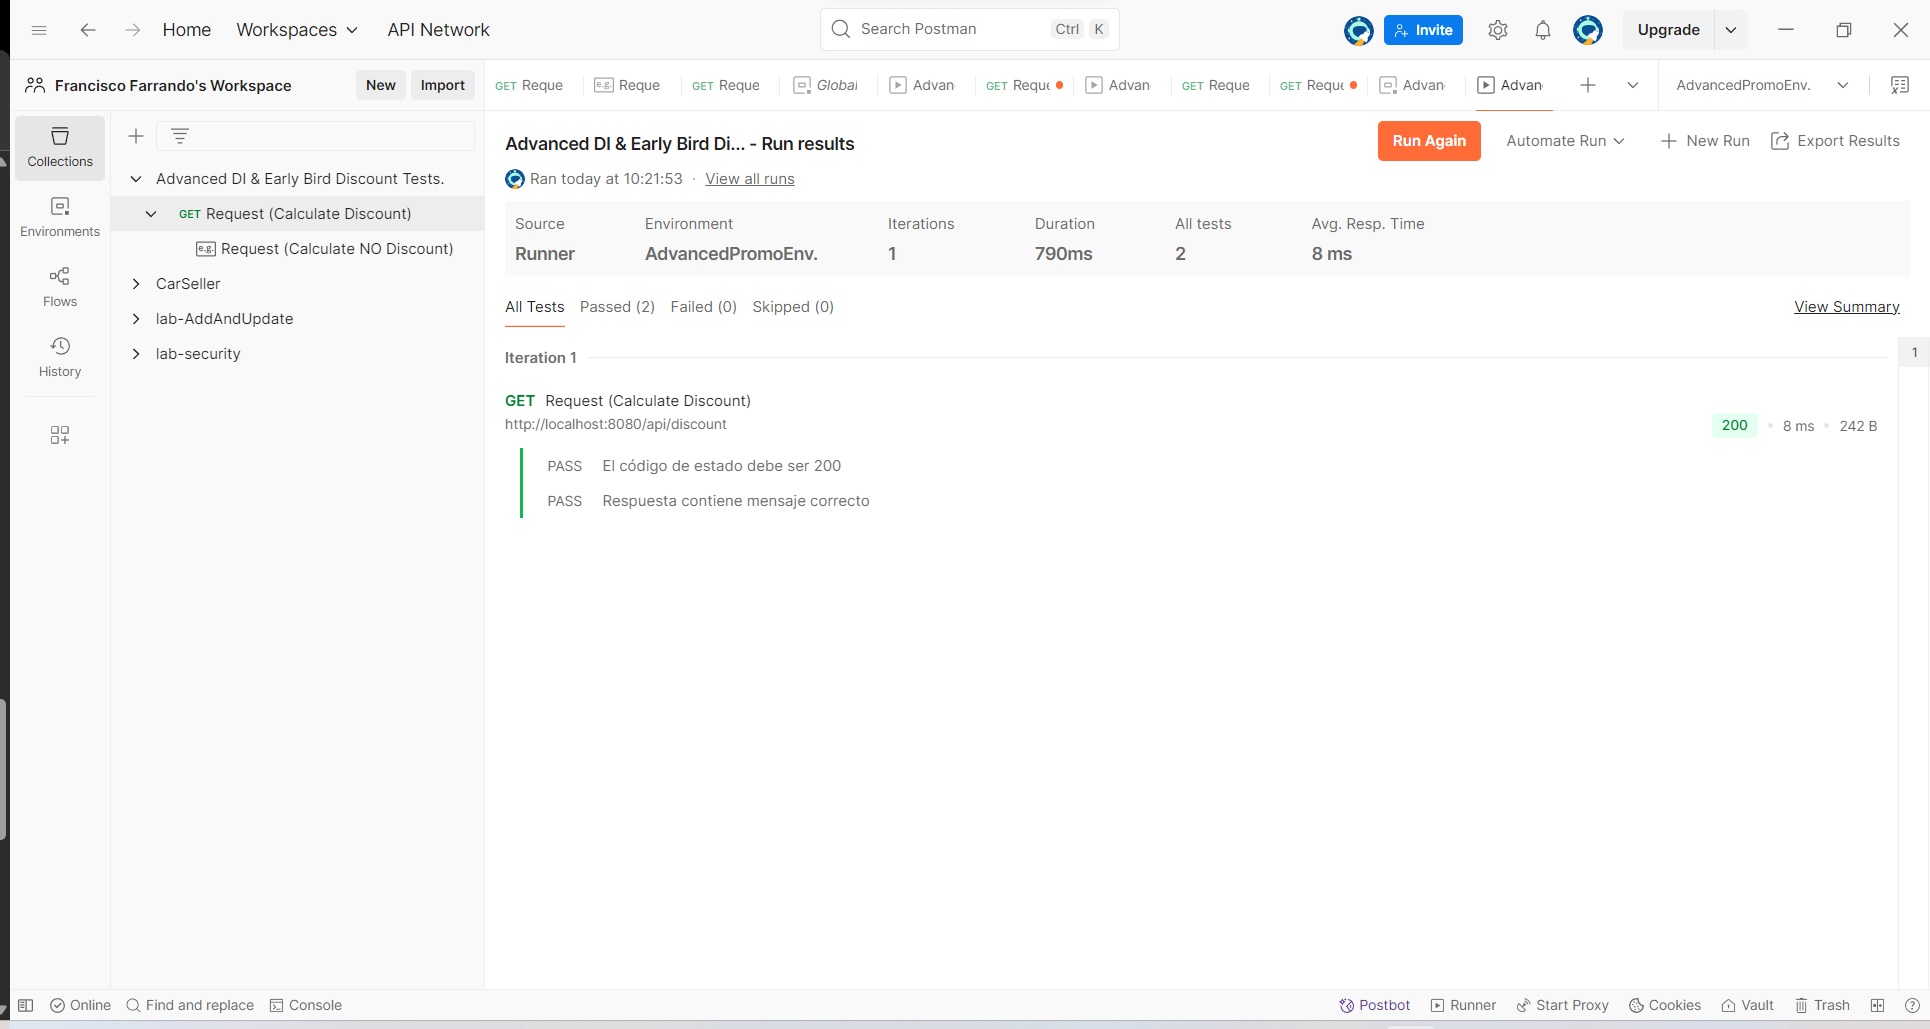 Home Workspaces API Network Search Postman Ctrl K Invite Upgrade
Francisco Farrando's Workspace New Import
GET Reque e.g. Reque GET Reque Global Advan GET Reque Advan GET Reque GET Reque Advan Advan AdvancedPromoEnv.
Collections
Environments
Flows
History
Advanced DI & Early Bird Discount Tests.
GET Request (Calculate Discount)
e.g. Request (Calculate NO Discount)
CarSeller
lab-AddAndUpdate
lab-security
Advanced DI & Early Bird Di... - Run results
Run Again Automate Run New Run Export Results
Ran today at 10:21:53 · View all runs
Source Environment Iterations Duration All tests Avg. Resp. Time
Runner AdvancedPromoEnv. 1 790ms 2 8 ms
All Tests Passed (2) Failed (0) Skipped (0) View Summary
Iteration 1
1
GET Request (Calculate Discount)
http://localhost:8080/api/discount
200 • 8 ms • 242 B
PASS El código de estado debe ser 200
PASS Respuesta contiene mensaje correcto
Online Find and replace Console Postbot Runner Start Proxy Cookies Vault Trash